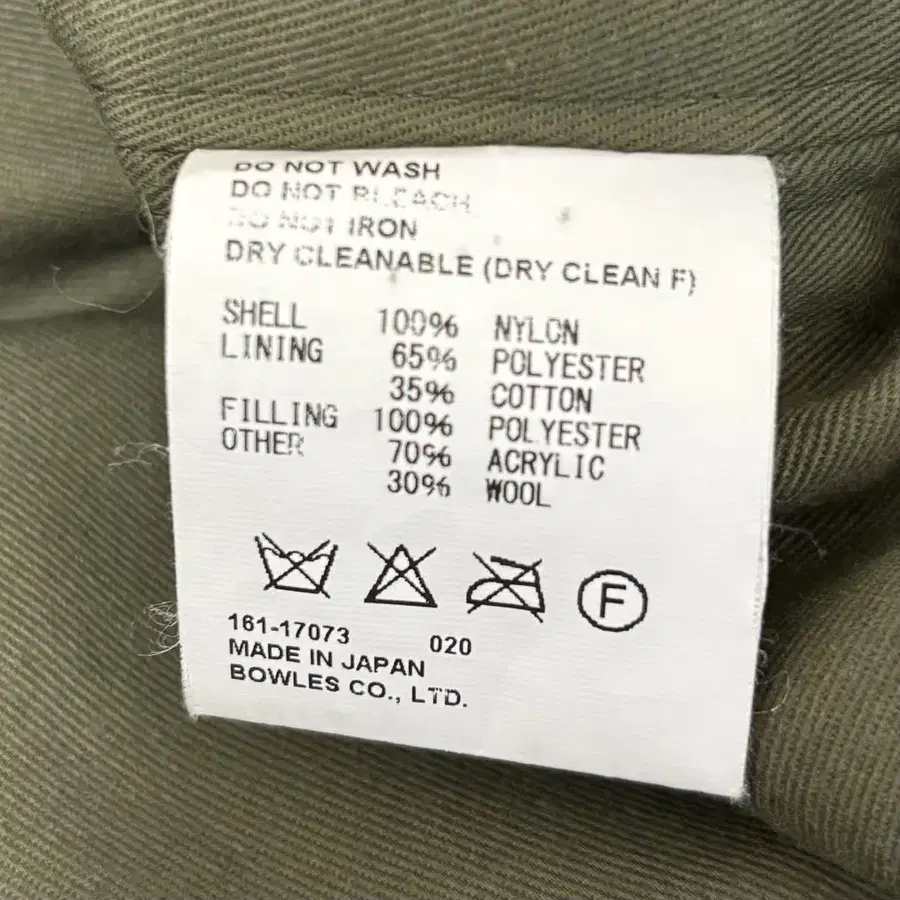 DO NOT WASH
DO NOT BLEACH
DO NOT IRON
DRY CLEANABLE (DRY CLEAN F)
SHELL 100% NYLON
LINING 65% POLYESTER
35% COTTON
FILLING 100% POLYESTER
OTHER 70% ACRYLIC
30% WOOL
F
161-17073 020
MADE IN JAPAN
BOWLES CO., LTD.